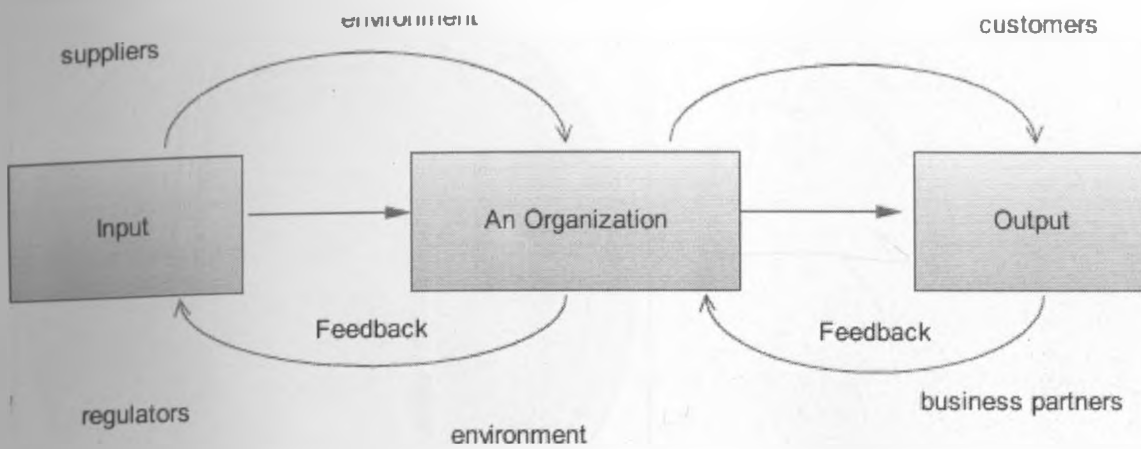 environment
customers
suppliers
Input
An Organization
Output
Feedback
Feedback
regulators
business partners
environment